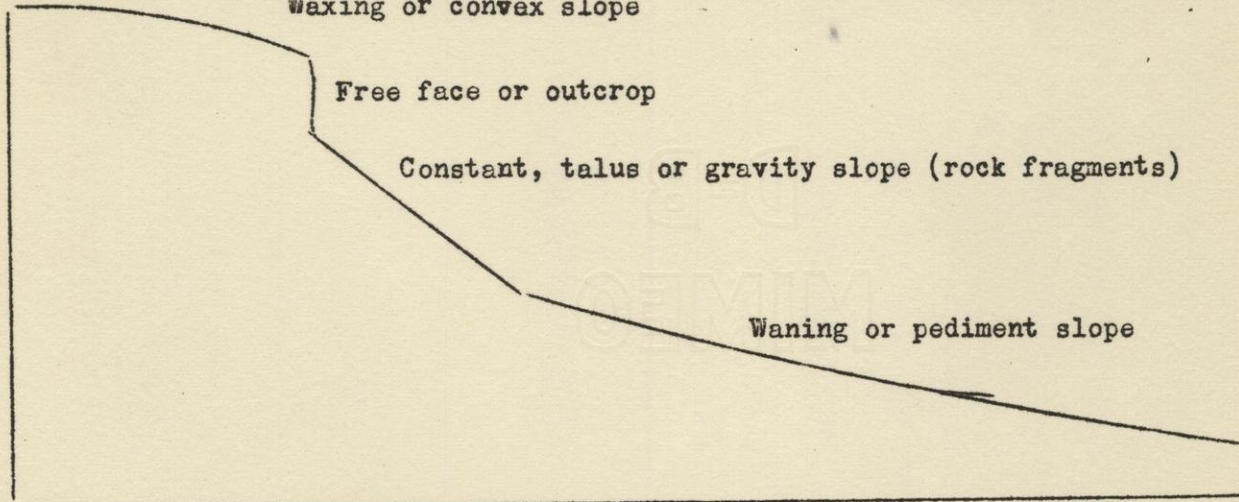 Waxing or convex slope
Free face or outcrop
Constant, talus or gravity slope (rock fragments)
D-B
MIMEO
Waning or pediment slope